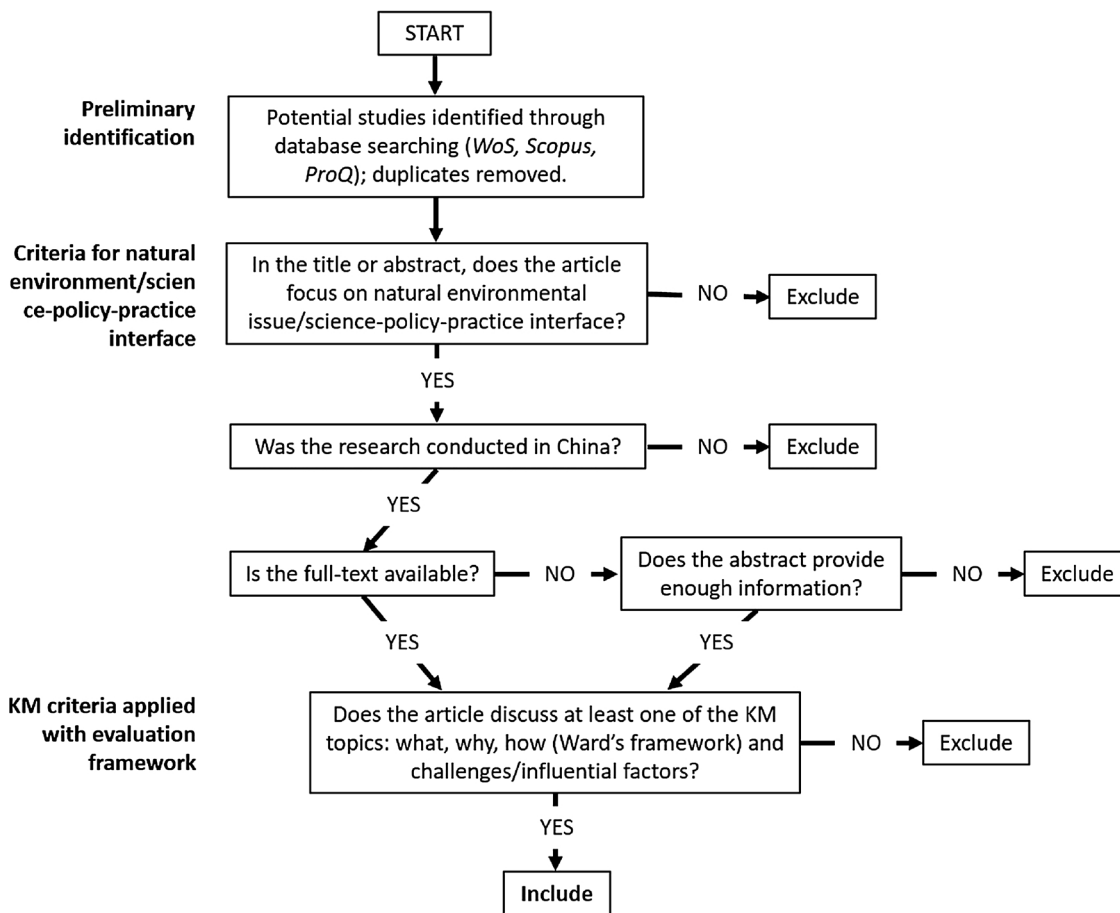 START
Preliminary
identification
Potential studies identified through
database searching (WoS, Scopus,
ProQ); duplicates removed.
Criteria for natural
environment/scien
ce-policy-practice
interface
In the title or abstract, does the article
focus on natural environmental
issue/science-policy-practice interface?
NO
Exclude
YES
Was the research conducted in China?
NO
Exclude
YES
Is the full-text available?
NO
Does the abstract provide
enough information?
NO
Exclude
YES
YES
KM criteria applied
with evaluation
framework
Does the article discuss at least one of the KM
topics: what, why, how (Ward’s framework) and
challenges/influential factors?
NO
Exclude
YES
Include